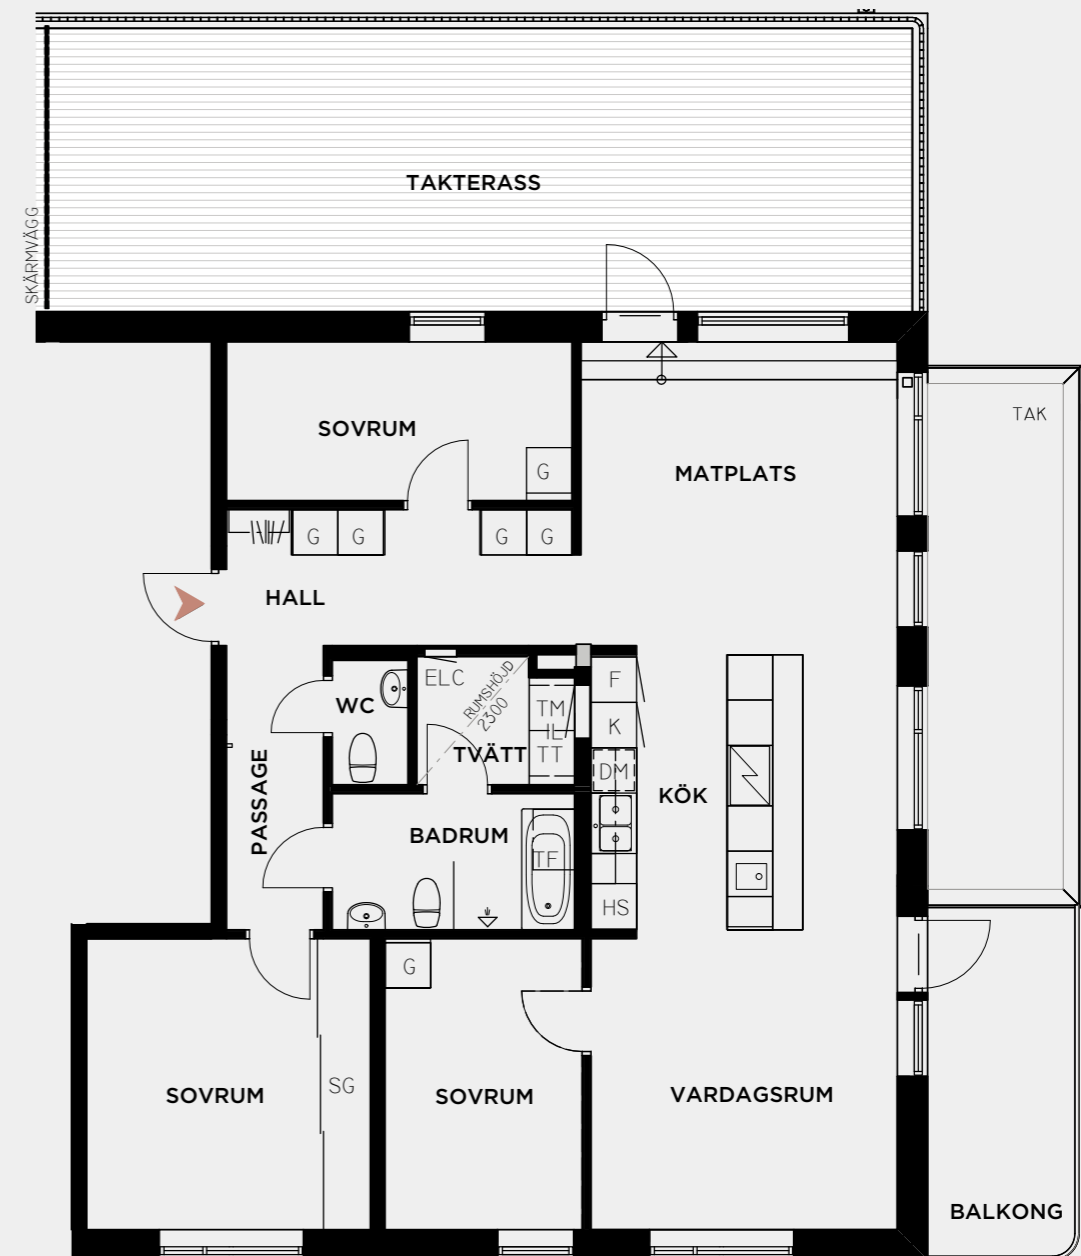 TAKTERASS
SKÄRMVÄGG
SOVRUM
G
TAK
MATPLATS
G
G
G
G
HALL
ELC
RUMSHÖJD
2300
F
WC
TM
K
IL
TVÄTT
TT
DM
PASSAGE
KÖK
BADRUM
TF
HS
G
SG
SOVRUM
SOVRUM
VARDAGSRUM
BALKONG